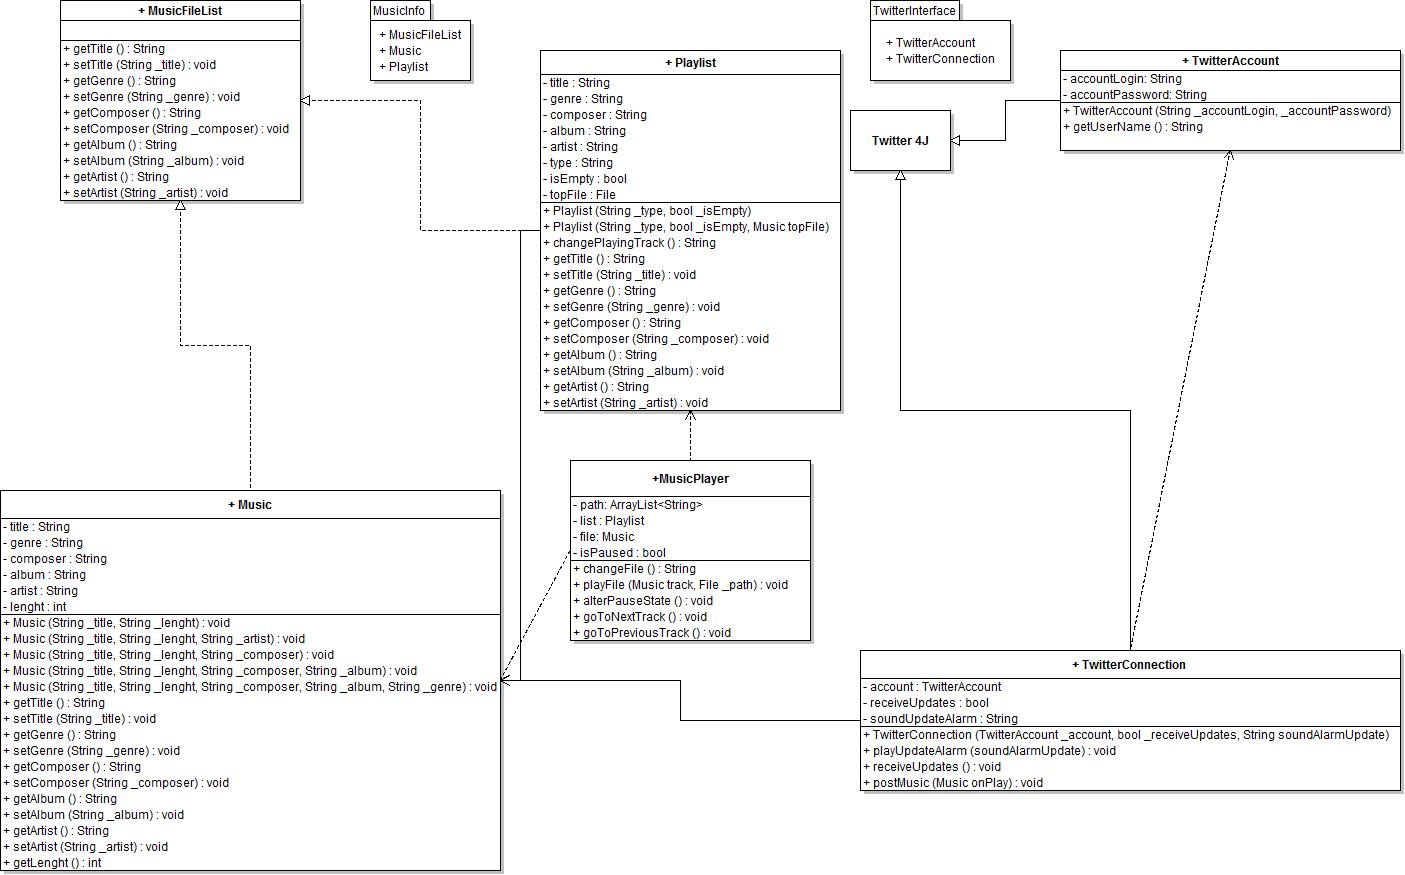 + MusicFileList
+ getTitle () : String
+ setTitle (String _title) : void
+ getGenre () : String
+ setGenre (String _genre) : void
+ getComposer () : String
+ setComposer (String _composer) : void
+ getAlbum () : String
+ setAlbum (String _album) : void
+ getArtist () : String
+ setArtist (String _artist) : void
MusicInfo
+ MusicFileList
+ Music
+ Playlist
+ Playlist
- title : String
- genre : String
- composer : String
- album : String
- artist : String
- type : String
- isEmpty : bool
- topFile : File
+ Playlist (String _type, bool _isEmpty)
+ Playlist (String _type, bool _isEmpty, Music topFile)
+ changePlayingTrack () : String
+ getTitle () : String
+ setTitle (String _title) : void
+ getGenre () : String
+ setGenre (String _genre) : void
+ getComposer () : String
+ setComposer (String _composer) : void
+ getAlbum () : String
+ setAlbum (String _album) : void
+ getArtist () : String
+ setArtist (String _artist) : void
TwitterInterface
+ TwitterAccount
+ TwitterConnection
Twitter 4J
+ TwitterAccount
- accountLogin: String
- accountPassword: String
+ TwitterAccount (String _accountLogin, _accountPassword)
+ getUserName () : String
+ Music
- title : String
- genre : String
- composer : String
- album : String
- artist : String
- lenght : int
+ Music (String _title, String _lenght) : void
+ Music (String _title, String _lenght, String _artist) : void
+ Music (String _title, String _lenght, String _composer) : void
+ Music (String _title, String _lenght, String _composer, String _album) : void
+ Music (String _title, String _lenght, String _composer, String _album, String _genre) : void
+ getTitle () : String
+ setTitle (String _title) : void
+ getGenre () : String
+ setGenre (String _genre) : void
+ getComposer () : String
+ setComposer (String _composer) : void
+ getAlbum () : String
+ setAlbum (String _album) : void
+ getArtist () : String
+ setArtist (String _artist) : void
+ getLenght () : int
+MusicPlayer
- path: ArrayList<String>
- list : Playlist
- file: Music
- isPaused : bool
+ changeFile () : String
+ playFile (Music track, File _path) : void
+ alterPauseState () : void
+ goToNextTrack () : void
+ goToPreviousTrack () : void
+ TwitterConnection
- account : TwitterAccount
- receiveUpdates : bool
- soundUpdateAlarm : String
+ TwitterConnection (TwitterAccount _account, bool _receiveUpdates, String soundAlarmUpdate)
+ playUpdateAlarm (soundAlarmUpdate) : void
+ receiveUpdates () : void
+ postMusic (Music onPlay) : void